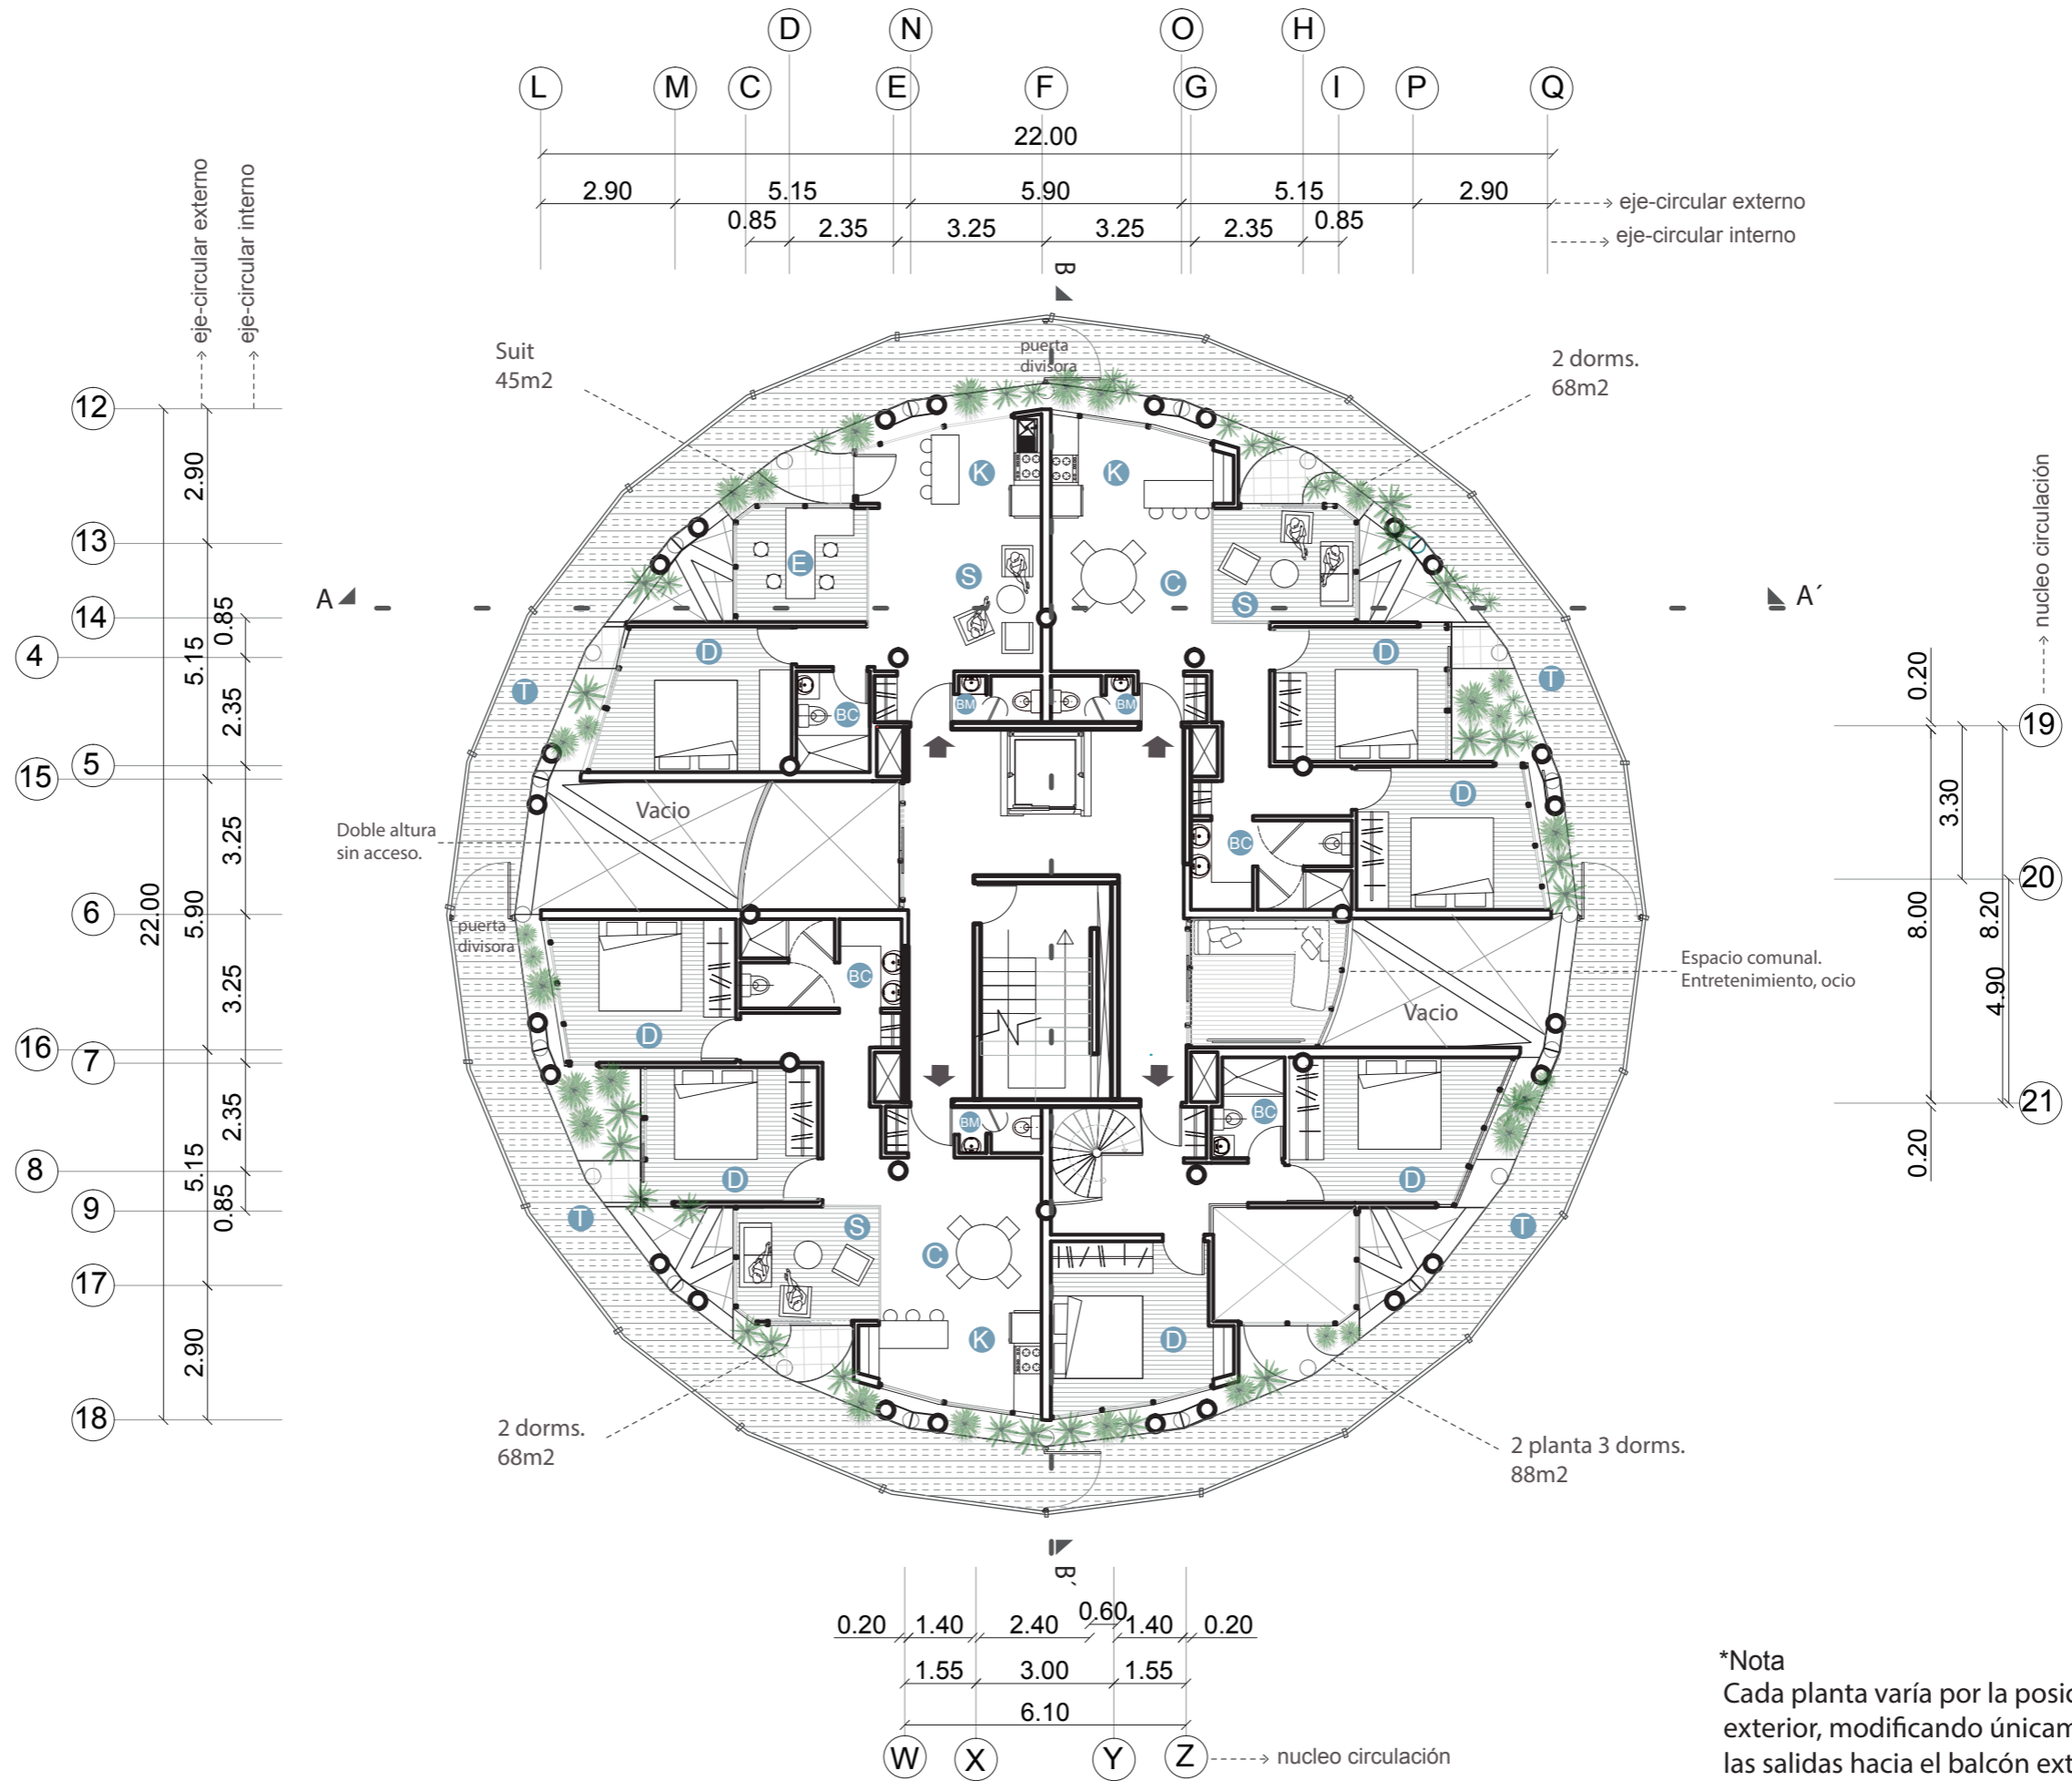 D N O H
L M C E F G I P Q
22.00
2.90 5.15 5.90 5.15 2.90
eje-circular externo
0.85 2.35 3.25 3.25 2.35 0.85
eje-circular interno
eje-circular externo
eje-circular interno
B
Suit
45m2
puerta
divisora
2 dorms.
68m2
12
2.90
13
K K
E S C S
A A´
14
0.85
4
5.15
D D
T T
2.35
BC BM BM
nucleo circulación
0.20
19
5
15
D
Vacio
Doble altura
sin acceso.
3.25
BC
3.30
22.00
5.90
6
20
8.00
8.20
puerta
divisora
BC
Espacio comunal.
Entretenimiento, ocio
4.90
Vacio
3.25
D
16
7
2.35
BM BC
21
0.20
8
5.15
D D
0.85
9
T S C T
17
K D
2.90
18
2 dorms.
68m2
2 planta 3 dorms.
88m2
B´
0.20 1.40 2.40 0.60 1.40 0.20
1.55 3.00 1.55
6.10
W X Y Z
nucleo circulación
*Nota
Cada planta varía por la posic
exterior, modificando únicam
las salidas hacia el balcón ext